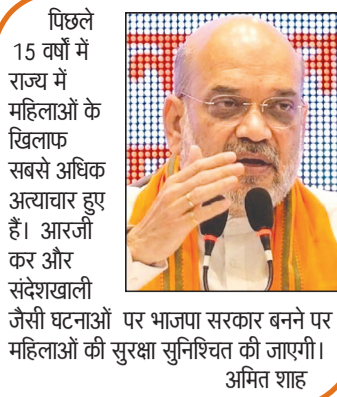 पिछले
15 वर्षों में
राज्य में
महिलाओं के
खिलाफ
सबसे अधिक
अत्याचार हुए
हैं। आरजी
कर और
संदेशखाली
जैसी घटनाओं पर भाजपा सरकार बनने पर
महिलाओं की सुरक्षा सुनिश्चित की जाएगी।
अमित शाह